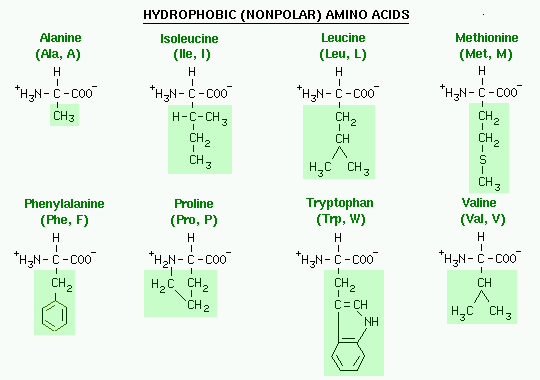 HYDROPHOBIC (NONPOLAR) AMINO ACIDS
Alanine
(Ala, A)
H
⁺H₃N–C–COO⁻
CH₃
Isoleucine
(Ile, I)
H
⁺H₃N–C–COO⁻
H–C–CH₃
CH₂
CH₃
Leucine
(Leu, L)
H
⁺H₃N–C–COO⁻
CH₂
CH
H₃C CH₃
Methionine
(Met, M)
H
⁺H₃N–C–COO⁻
CH₂
CH₂
S
CH₃
Phenylalanine
(Phe, F)
H
⁺H₃N–C–COO⁻
CH₂
Proline
(Pro, P)
H
⁺H₂N–C–COO⁻
H₂C CH₂
CH₂
Tryptophan
(Trp, W)
H
⁺H₃N–C–COO⁻
CH₂
C=CH
NH
Valine
(Val, V)
H
⁺H₃N–C–COO⁻
CH
H₃C CH₃